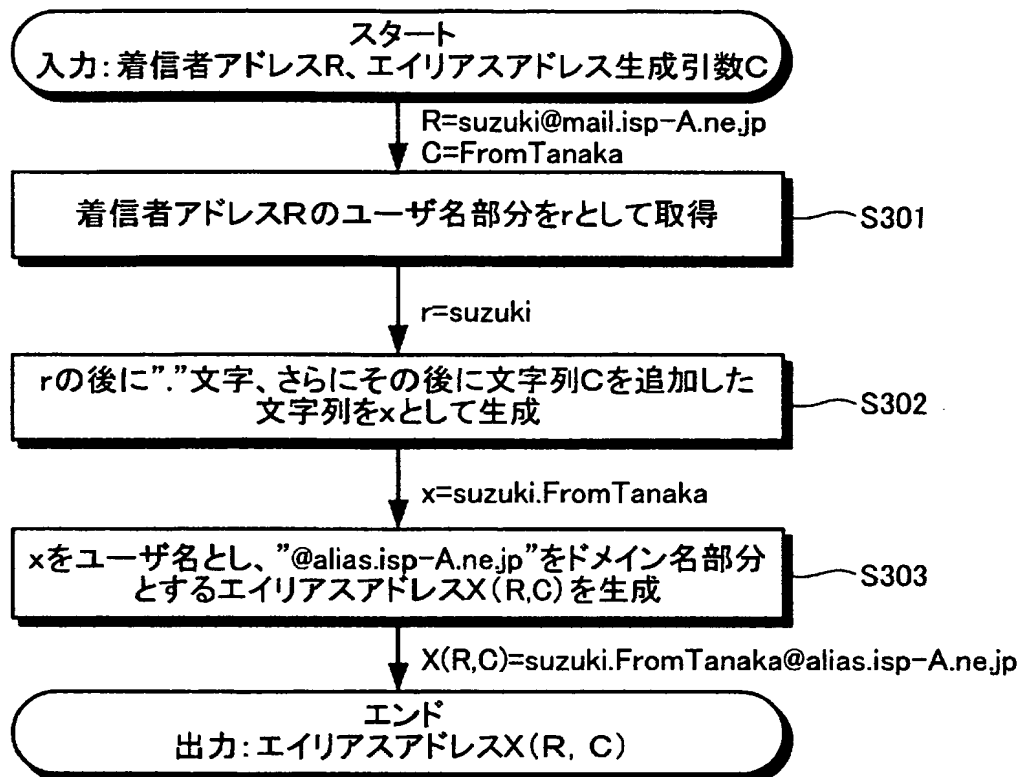 スタート
入力：着信者アドレスR、エイリアスアドレス生成引数C
R=suzuki@mail.isp-A.ne.jp
C=FromTanaka
着信者アドレスRのユーザ名部分をrとして取得
S301
r=suzuki
rの後に”.”文字、さらにその後に文字列Cを追加した
文字列をxとして生成
S302
x=suzuki.FromTanaka
xをユーザ名とし、”@alias.isp-A.ne.jp”をドメイン名部分
とするエイリアスアドレスX（R,C）を生成
S303
X(R,C)=suzuki.FromTanaka@alias.isp-A.ne.jp
エンド
出力：エイリアスアドレスX（R, C）